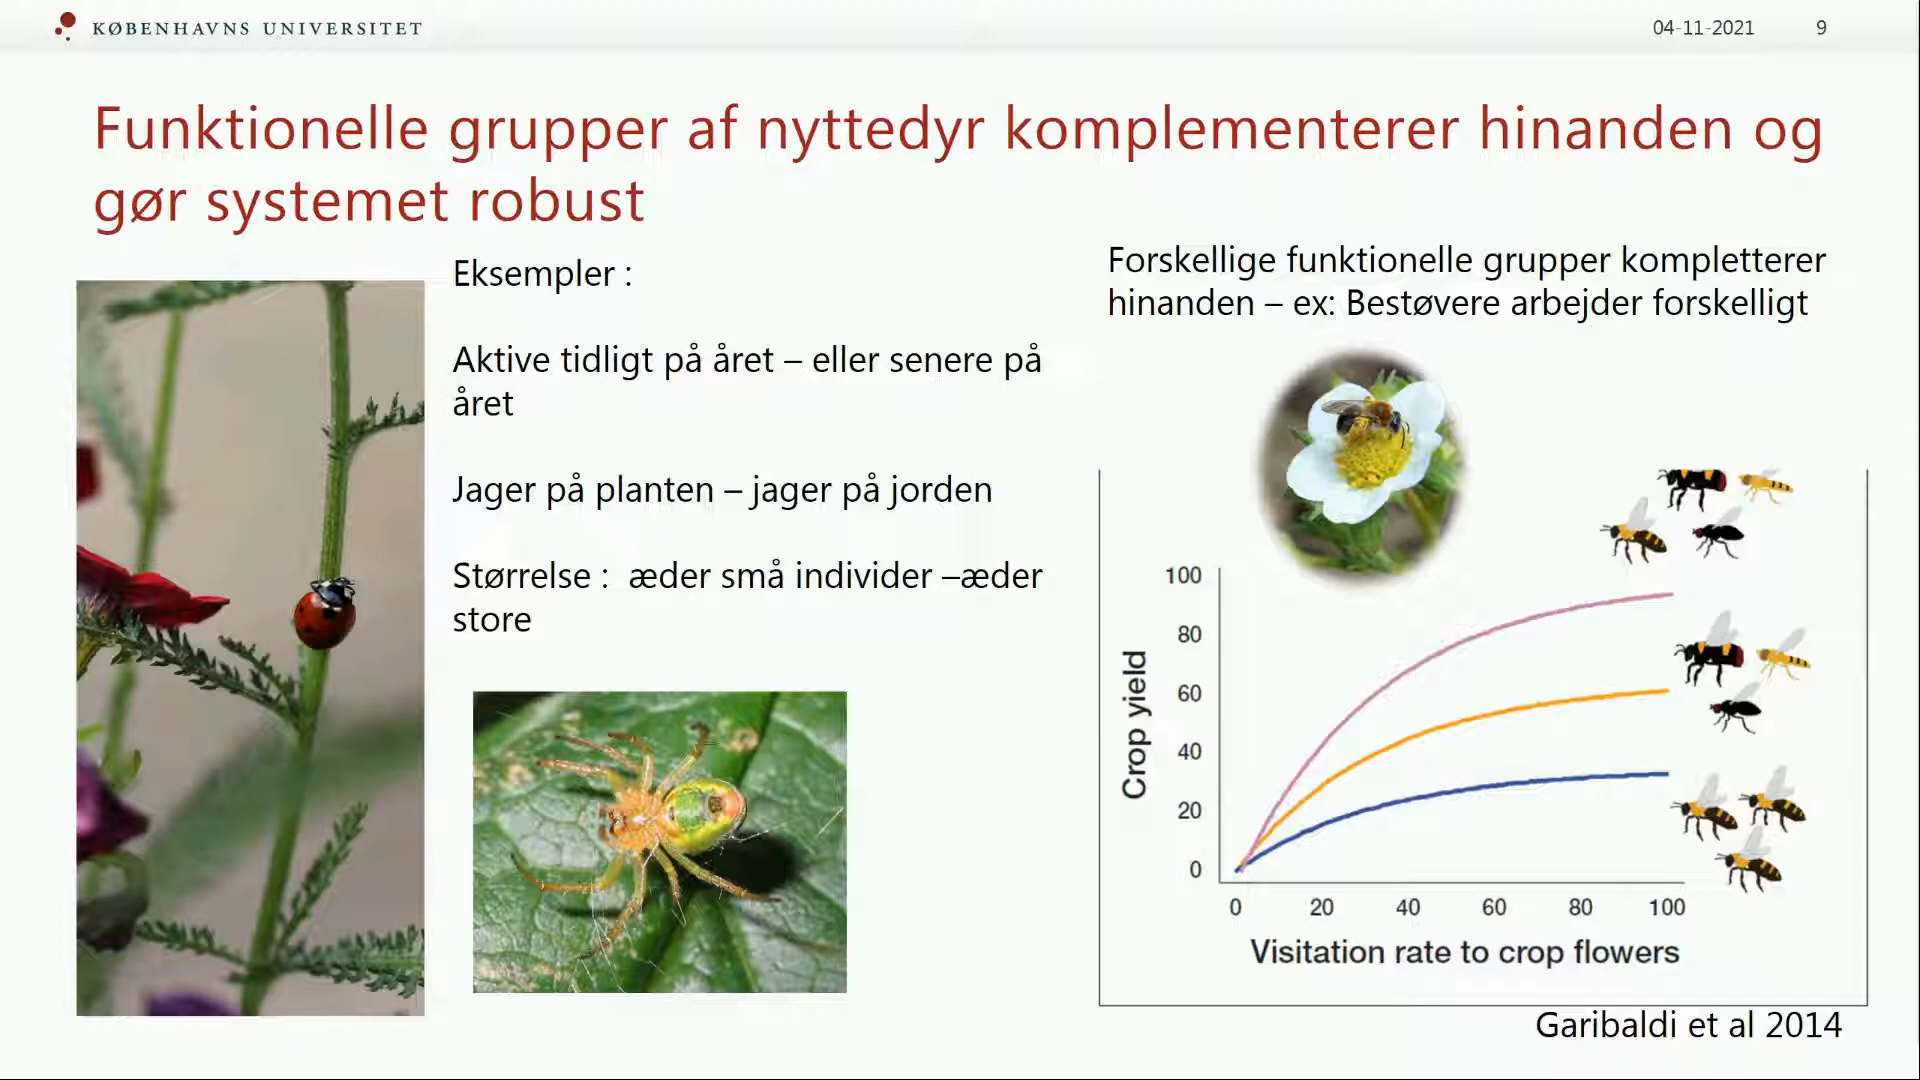 KØBENHAVNS UNIVERSITET
04-11-2021
9
Funktionelle grupper af nyttedyr komplementerer hinanden og
gør systemet robust
Eksempler :
Aktive tidligt på året – eller senere på
året
Jager på planten – jager på jorden
Størrelse :  æder små individer –æder
store
Forskellige funktionelle grupper kompletterer
hinanden – ex: Bestøvere arbejder forskelligt
Crop yield
100
80
60
40
20
0
0 20 40 60 80 100
Visitation rate to crop flowers
Garibaldi et al 2014